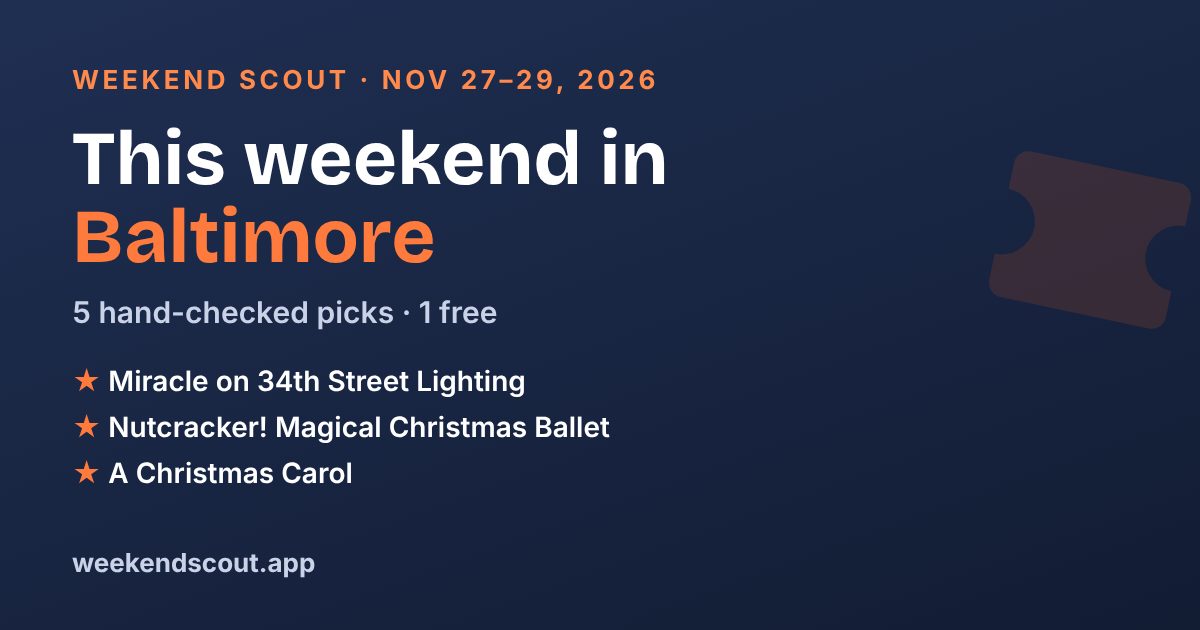 WEEKEND SCOUT · NOV 27–29, 2026
This weekend in
Baltimore
5 hand-checked picks · 1 free
★ Miracle on 34th Street Lighting
★ Nutcracker! Magical Christmas Ballet
★ A Christmas Carol
weekendscout.app